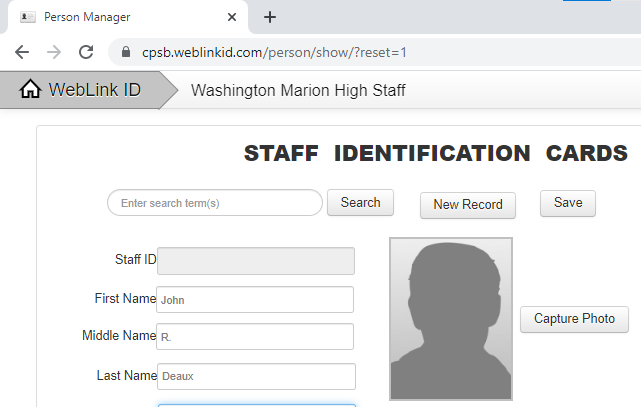 Person Manager
cpsb.weblinkid.com/person/show/?reset=1
WebLink ID Washington Marion High Staff
STAFF IDENTIFICATION CARDS
Enter search term(s) Search New Record Save
Staff ID
First Name John
Middle Name R.
Capture Photo
Last Name Deaux